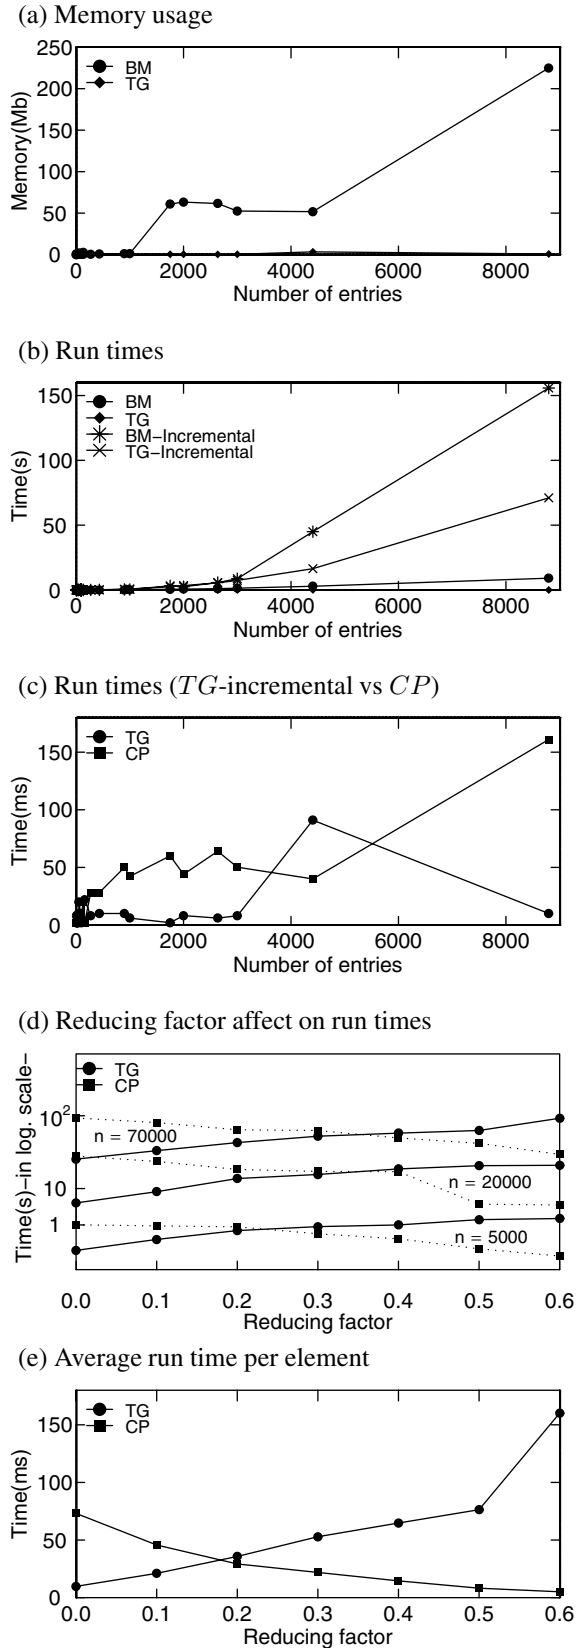 (a) Memory usage
250
200
150
100
50
0
Memory(Mb)
BM
TG
0 2000 4000 6000 8000
Number of entries
(b) Run times
150
100
50
0
Time(s)
BM
TG
BM-Incremental
TG-Incremental
0 2000 4000 6000 8000
Number of entries
(c) Run times (TG-incremental vs CP)
150
100
50
0
Time(ms)
TG
CP
0 2000 4000 6000 8000
Number of entries
(d) Reducing factor affect on run times
10²
10
1
Time(s)-in log. scale-
TG
CP
n = 70000
n = 20000
n = 5000
0.0 0.1 0.2 0.3 0.4 0.5 0.6
Reducing factor
(e) Average run time per element
150
100
50
0
Time(ms)
TG
CP
0.0 0.1 0.2 0.3 0.4 0.5 0.6
Reducing factor